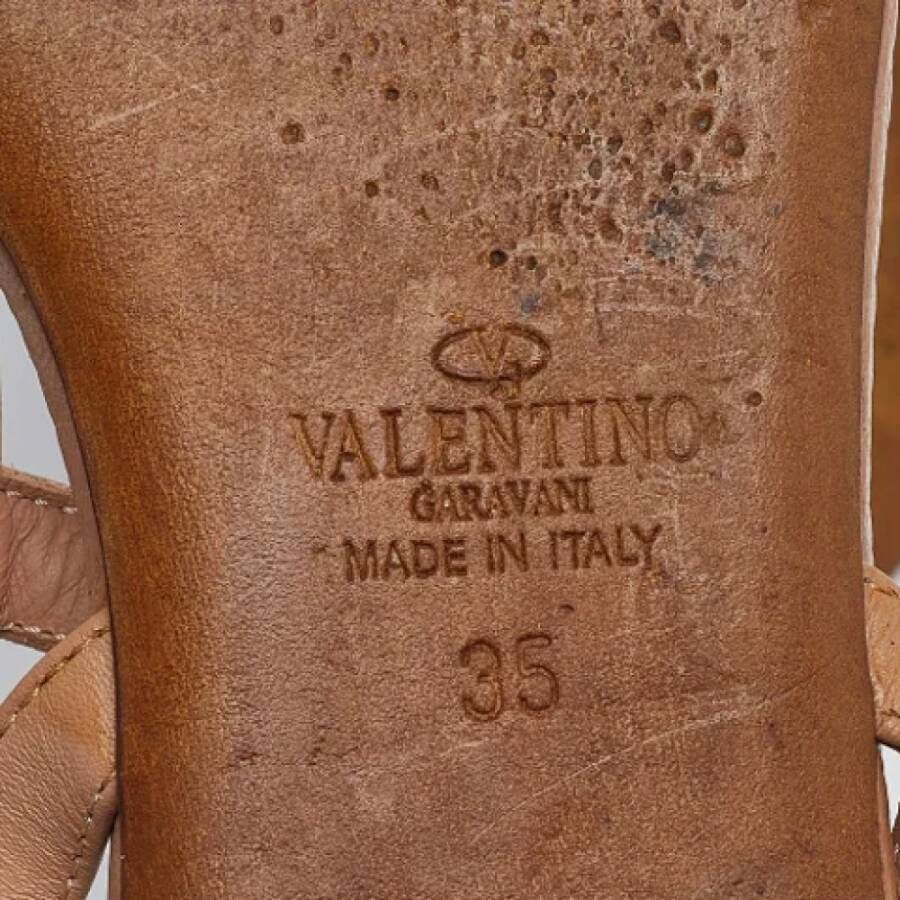 V
VALENTINO
GARAVANI
MADE IN ITALY
35